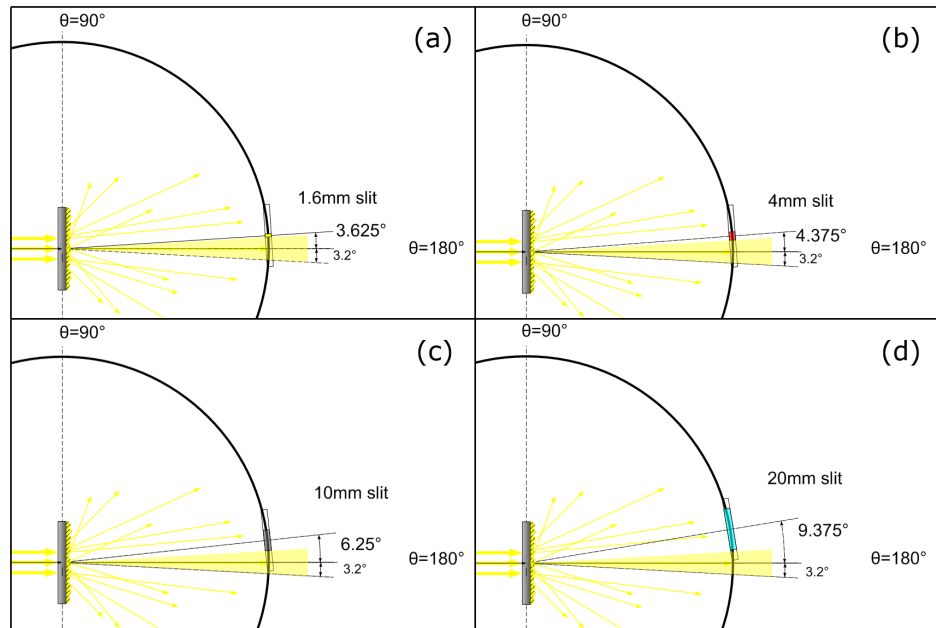 θ=90°
(a)
1.6mm slit
3.625°
3.2°
θ=180°
θ=90°
(b)
4mm slit
4.375°
3.2°
θ=180°
θ=90°
(c)
10mm slit
6.25°
3.2°
θ=180°
θ=90°
(d)
20mm slit
9.375°
3.2°
θ=180°